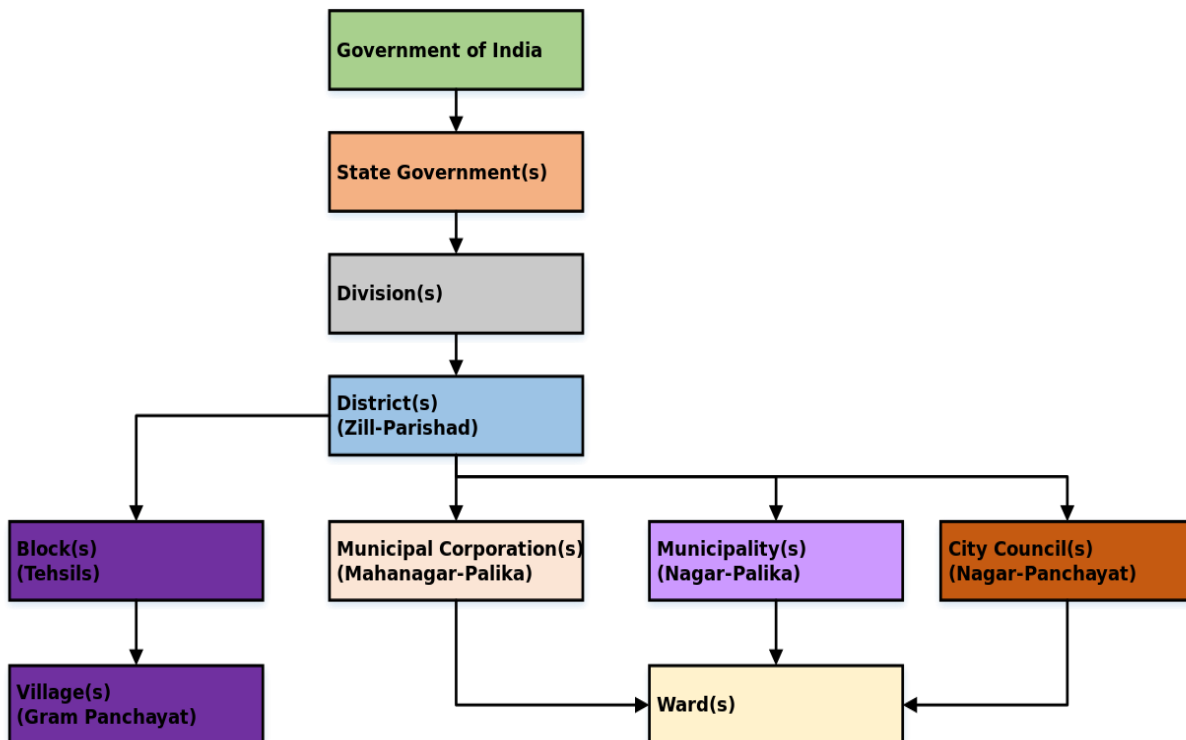 Government of India
State Government(s)
Division(s)
District(s)
(Zill-Parishad)
Block(s)
(Tehsils)
Municipal Corporation(s)
(Mahanagar-Palika)
Municipality(s)
(Nagar-Palika)
City Council(s)
(Nagar-Panchayat)
Village(s)
(Gram Panchayat)
Ward(s)